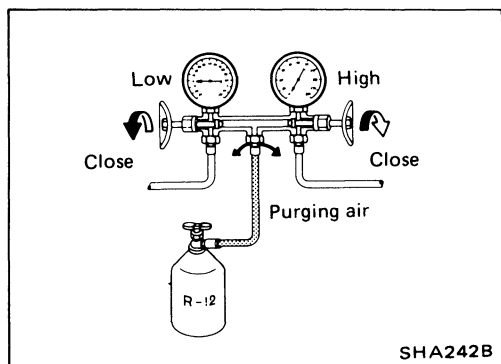 Low
High
Close
Close
Purging air
R-12
SHA242B